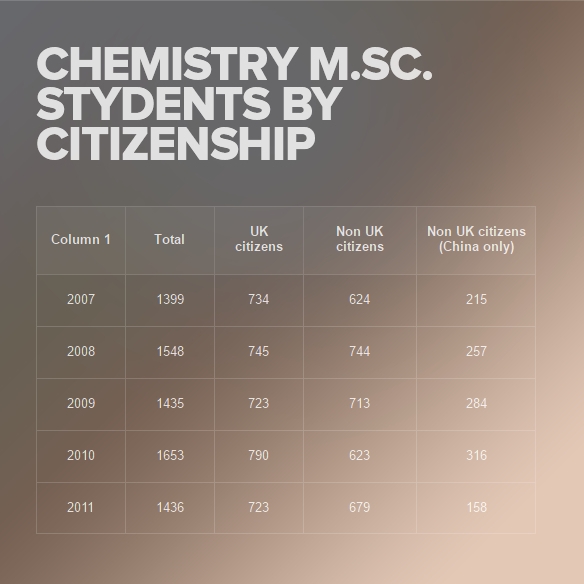 CHEMISTRY M.SC.
STYDENTS BY
CITIZENSHIP
Column 1 Total UK citizens Non UK citizens Non UK citizens (China only)
2007 1399 734 624 215
2008 1548 745 744 257
2009 1435 723 713 284
2010 1653 790 623 316
2011 1436 723 679 158